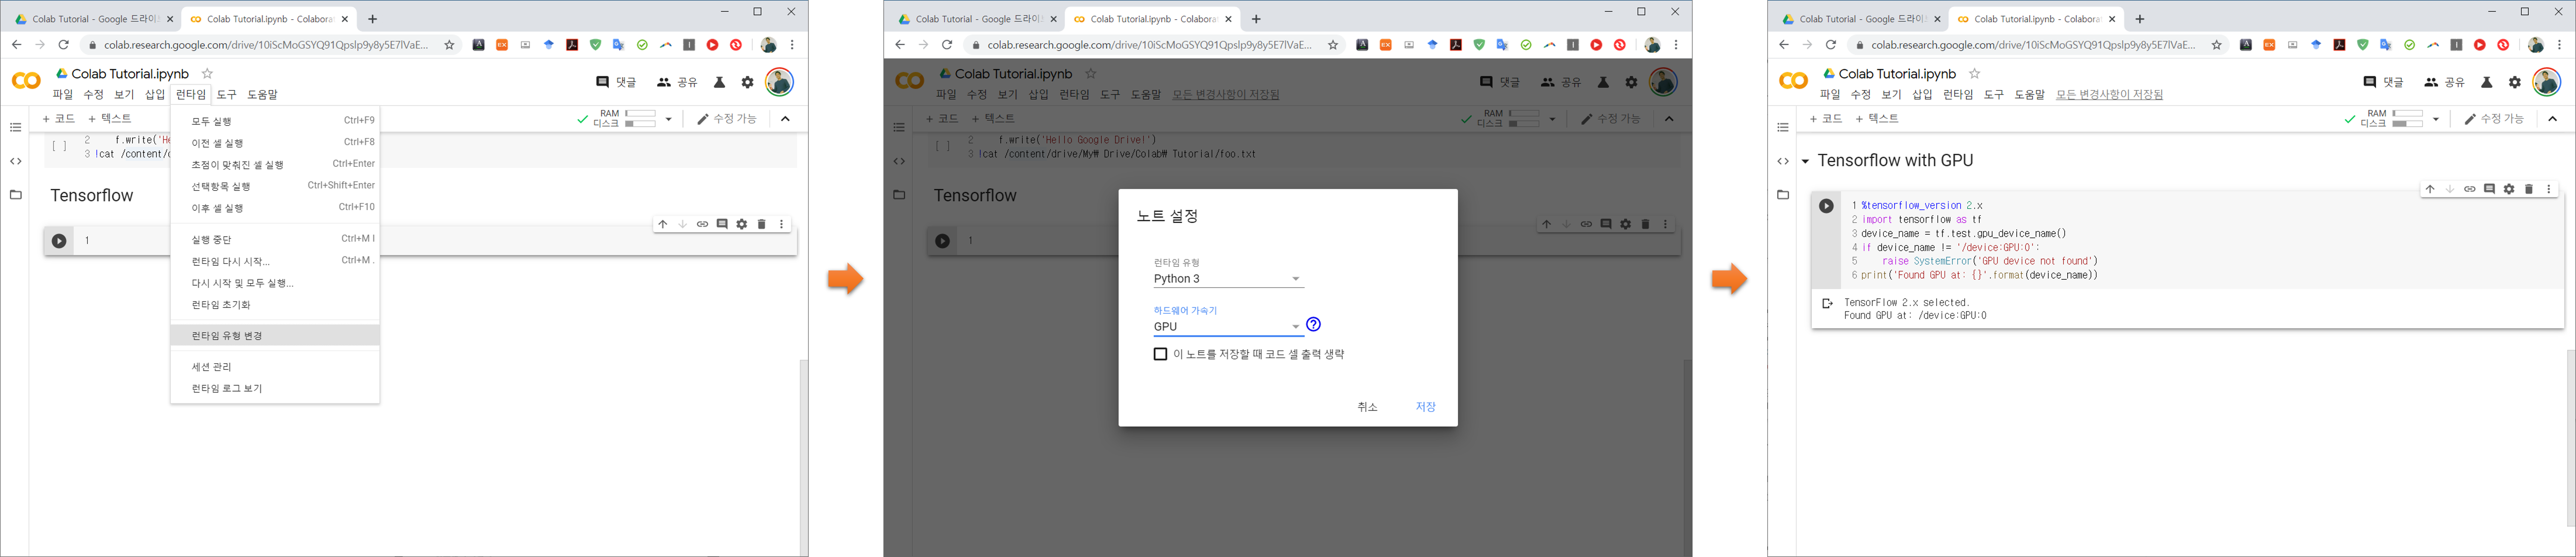 Colab Tutorial - Google 드라이브
Colab Tutorial.ipynb - Colabora
colab.research.google.com/drive/10iScMoGSYQ91Qpslp9y8y5E7lVaE...
Colab Tutorial.ipynb
댓글 공유
파일 수정 보기 삽입 런타임 도구 도움말
+ 코드 + 텍스트
RAM
디스크
수정 가능
모두 실행 Ctrl+F9
이전 셀 실행 Ctrl+F8
초점이 맞춰진 셀 실행 Ctrl+Enter
선택항목 실행 Ctrl+Shift+Enter
이후 셀 실행 Ctrl+F10
실행 중단 Ctrl+M I
런타임 다시 시작... Ctrl+M .
다시 시작 및 모두 실행...
런타임 초기화
런타임 유형 변경
세션 관리
런타임 로그 보기
[ ] 2 f.write('He
3 !cat /content/d
Tensorflow
1
Colab Tutorial - Google 드라이브
Colab Tutorial.ipynb - Colabora
colab.research.google.com/drive/10iScMoGSYQ91Qpslp9y8y5E7lVaE...
Colab Tutorial.ipynb
댓글 공유
파일 수정 보기 삽입 런타임 도구 도움말 모든 변경사항이 저장됨
+ 코드 + 텍스트
RAM
디스크
수정 가능
[ ] 2 f.write('Hello Google Drive!')
3 !cat /content/drive/My₩ Drive/Colab₩ Tutorial/foo.txt
Tensorflow
1
노트 설정
런타임 유형
Python 3
하드웨어 가속기
GPU
이 노트를 저장할 때 코드 셀 출력 생략
취소 저장
Colab Tutorial - Google 드라이브
Colab Tutorial.ipynb - Colabora
colab.research.google.com/drive/10iScMoGSYQ91Qpslp9y8y5E7lVaE...
Colab Tutorial.ipynb
댓글 공유
파일 수정 보기 삽입 런타임 도구 도움말 모든 변경사항이 저장됨
+ 코드 + 텍스트
RAM
디스크
수정 가능
Tensorflow with GPU
1 %tensorflow_version 2.x
2 import tensorflow as tf
3 device_name = tf.test.gpu_device_name()
4 if device_name != '/device:GPU:0':
5 raise SystemError('GPU device not found')
6 print('Found GPU at: {}'.format(device_name))
TensorFlow 2.x selected.
Found GPU at: /device:GPU:0